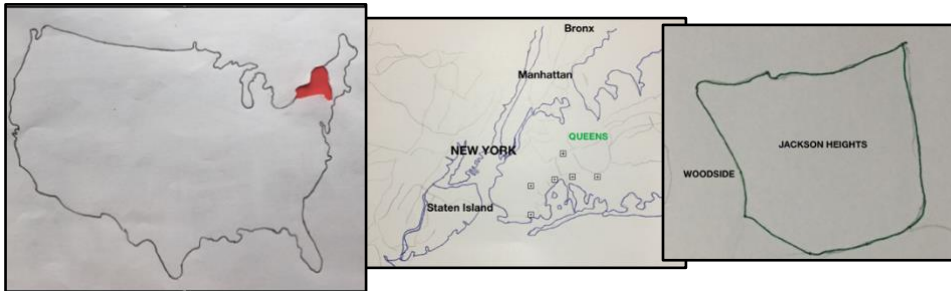 Bronx
Manhattan
QUEENS
NEW YORK
Staten Island
JACKSON HEIGHTS
WOODSIDE